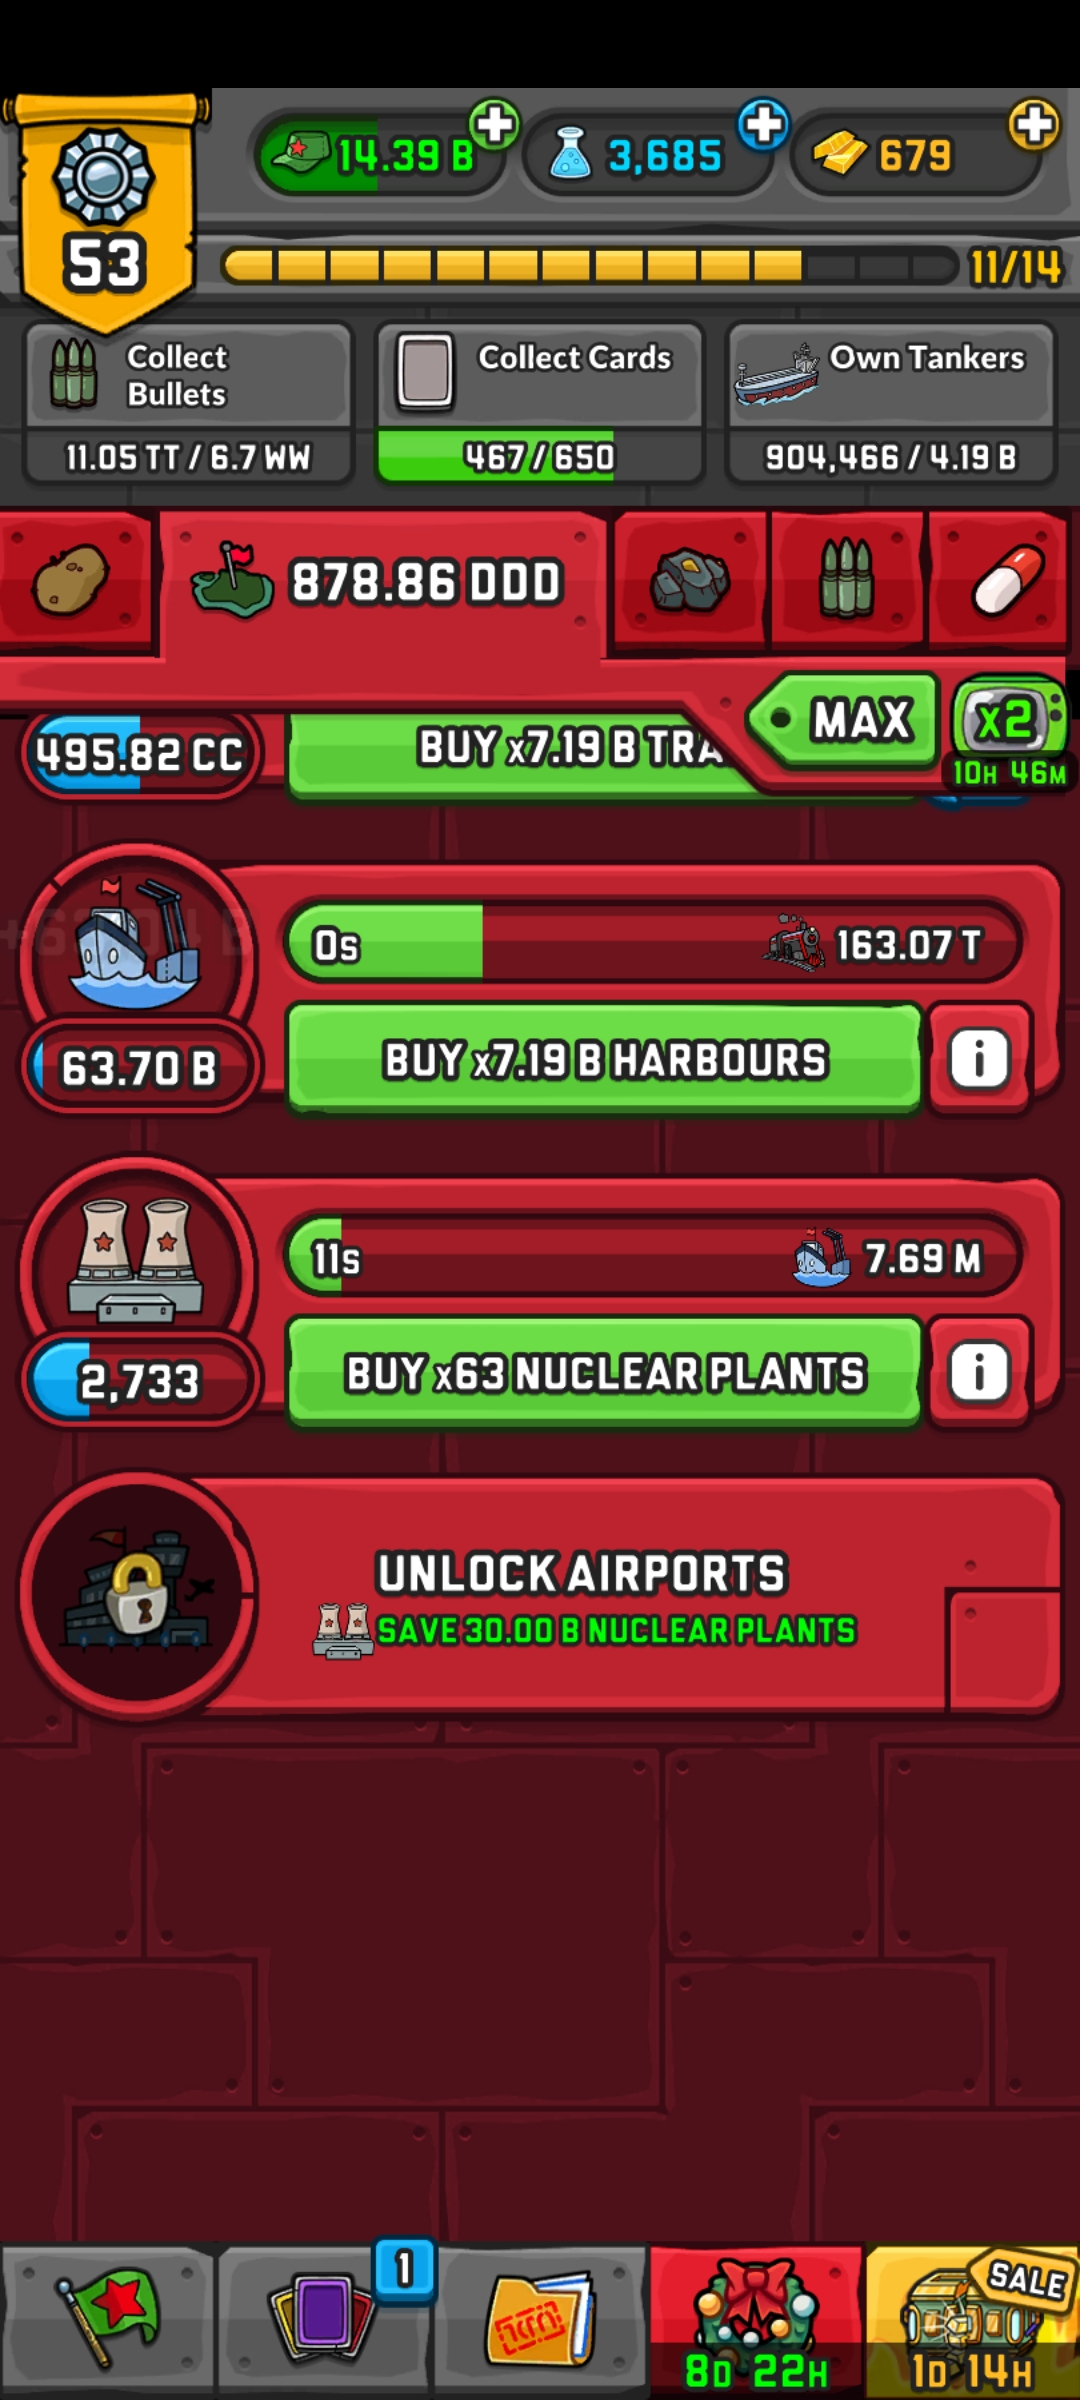 14.39 B
3,685
679
53
11/14
Collect
Bullets
Collect Cards
Own Tankers
11.05 TT / 6.7 WW
467 / 650
904,466 / 4.19 B
878.86 DDD
MAX
x2
10H 46M
495.82 CC
BUY x7.19 B TRA
0s
163.07 T
63.70 B
BUY x7.19 B HARBOURS
i
11s
7.69 M
2,733
BUY x63 NUCLEAR PLANTS
i
UNLOCK AIRPORTS
SAVE 30.00 B NUCLEAR PLANTS
1
SALE
8D 22H
1D 14H